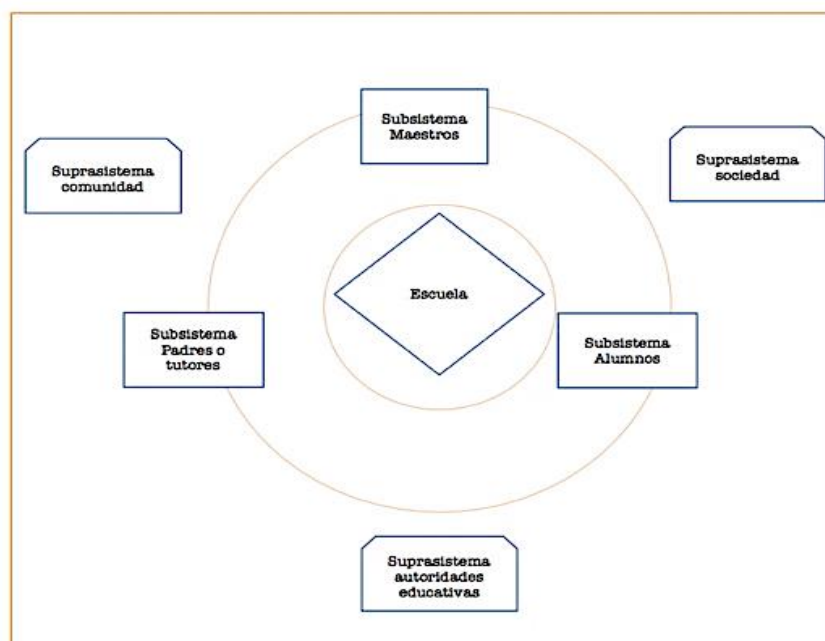 Subsistema
Maestros
Suprasistema
comunidad
Suprasistema
sociedad
Escuela
Subsistema
Padres o
tutores
Subsistema
Alumnos
Suprasistema
autoridades
educativas